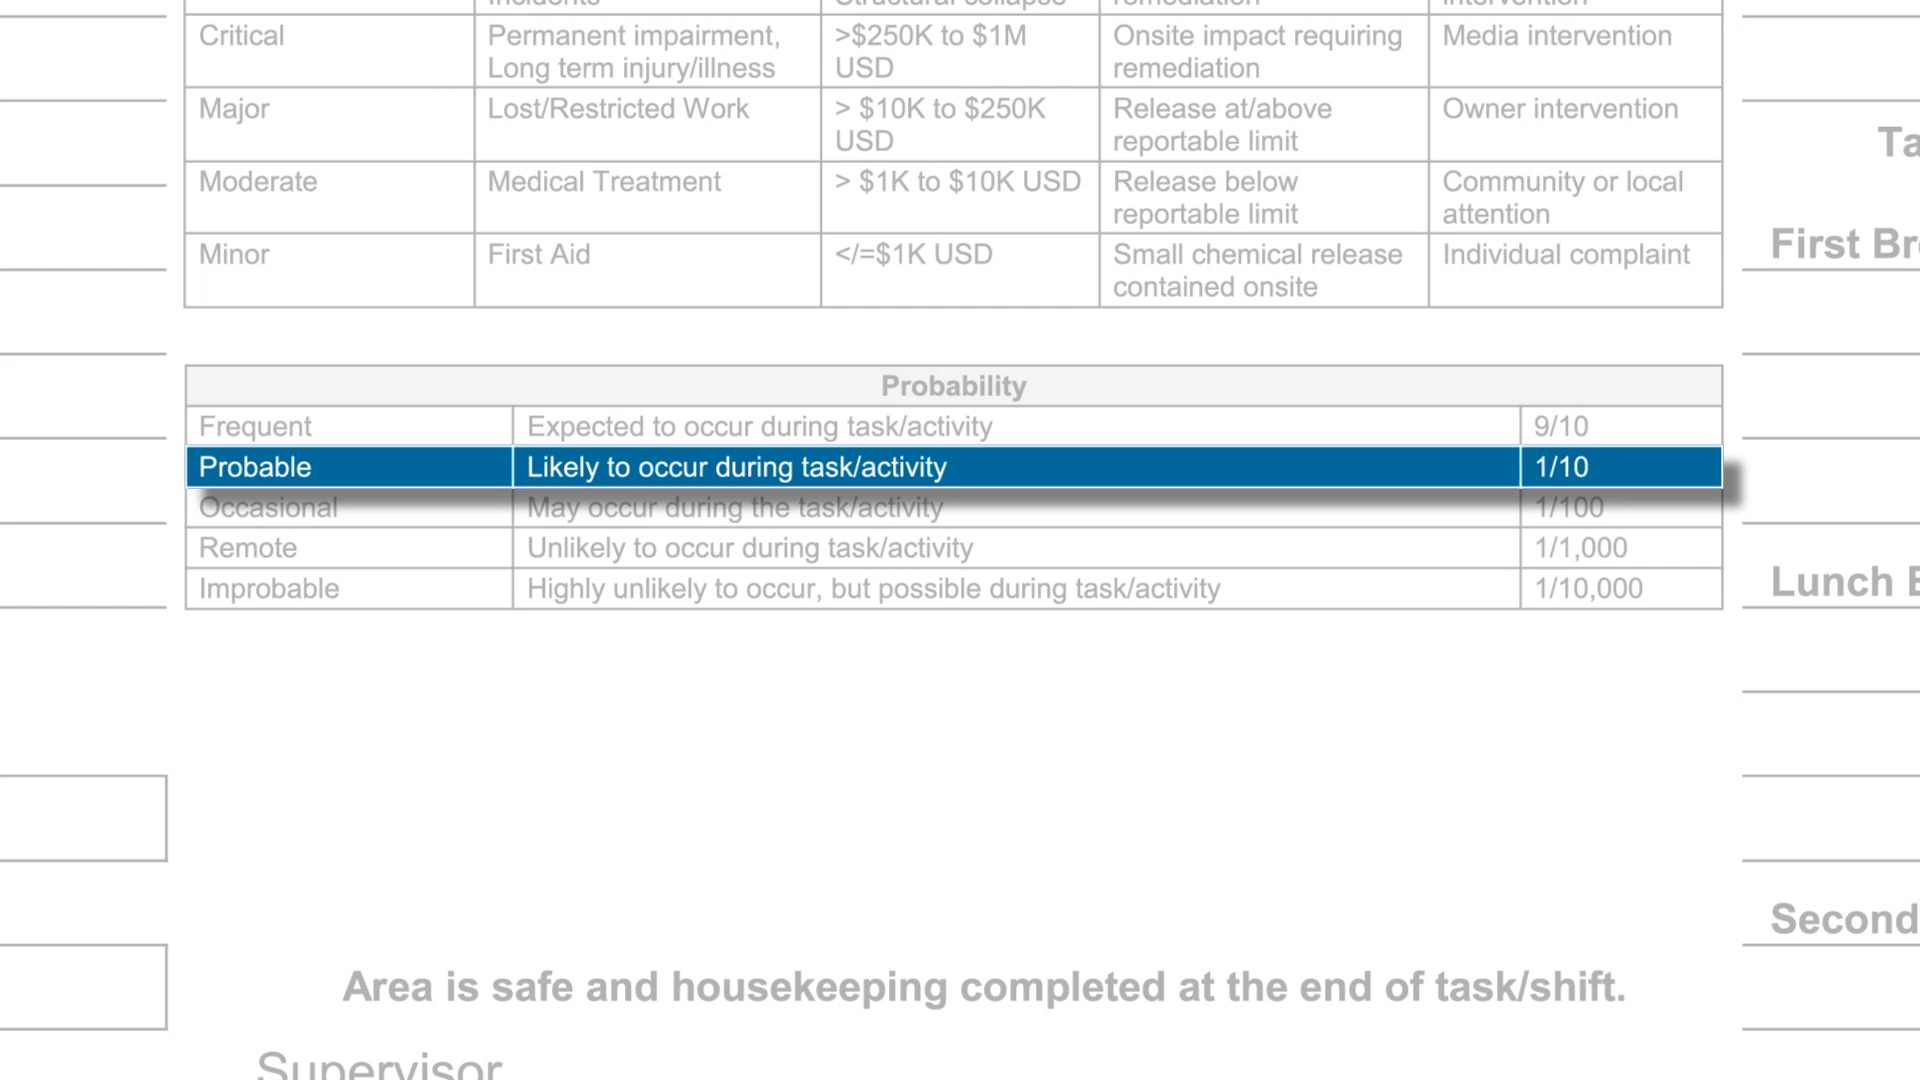 Incidents Structural collapse remediation intervention
Critical Permanent impairment, >$250K to $1M Onsite impact requiring Media intervention
Long term injury/illness USD remediation
Major Lost/Restricted Work > $10K to $250K Release at/above Owner intervention
USD reportable limit
Moderate Medical Treatment > $1K to $10K USD Release below Community or local
reportable limit attention
Minor First Aid </=$1K USD Small chemical release Individual complaint
contained onsite
Probability
Frequent Expected to occur during task/activity 9/10
Probable Likely to occur during task/activity 1/10
Occasional May occur during the task/activity 1/100
Remote Unlikely to occur during task/activity 1/1,000
Improbable Highly unlikely to occur, but possible during task/activity 1/10,000
First
Lunch
Second
Area is safe and housekeeping completed at the end of task/shift.
Supervisor